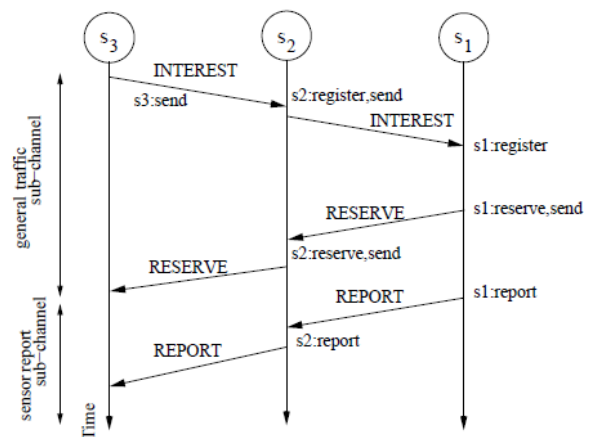 s3
s2
s1
INTEREST
s3:send
s2:register,send
INTEREST
s1:register
general traffic
sub-channel
RESERVE
s1:reserve,send
s2:reserve,send
RESERVE
REPORT
s1:report
s2:report
REPORT
sensor report
sub-channel
Time